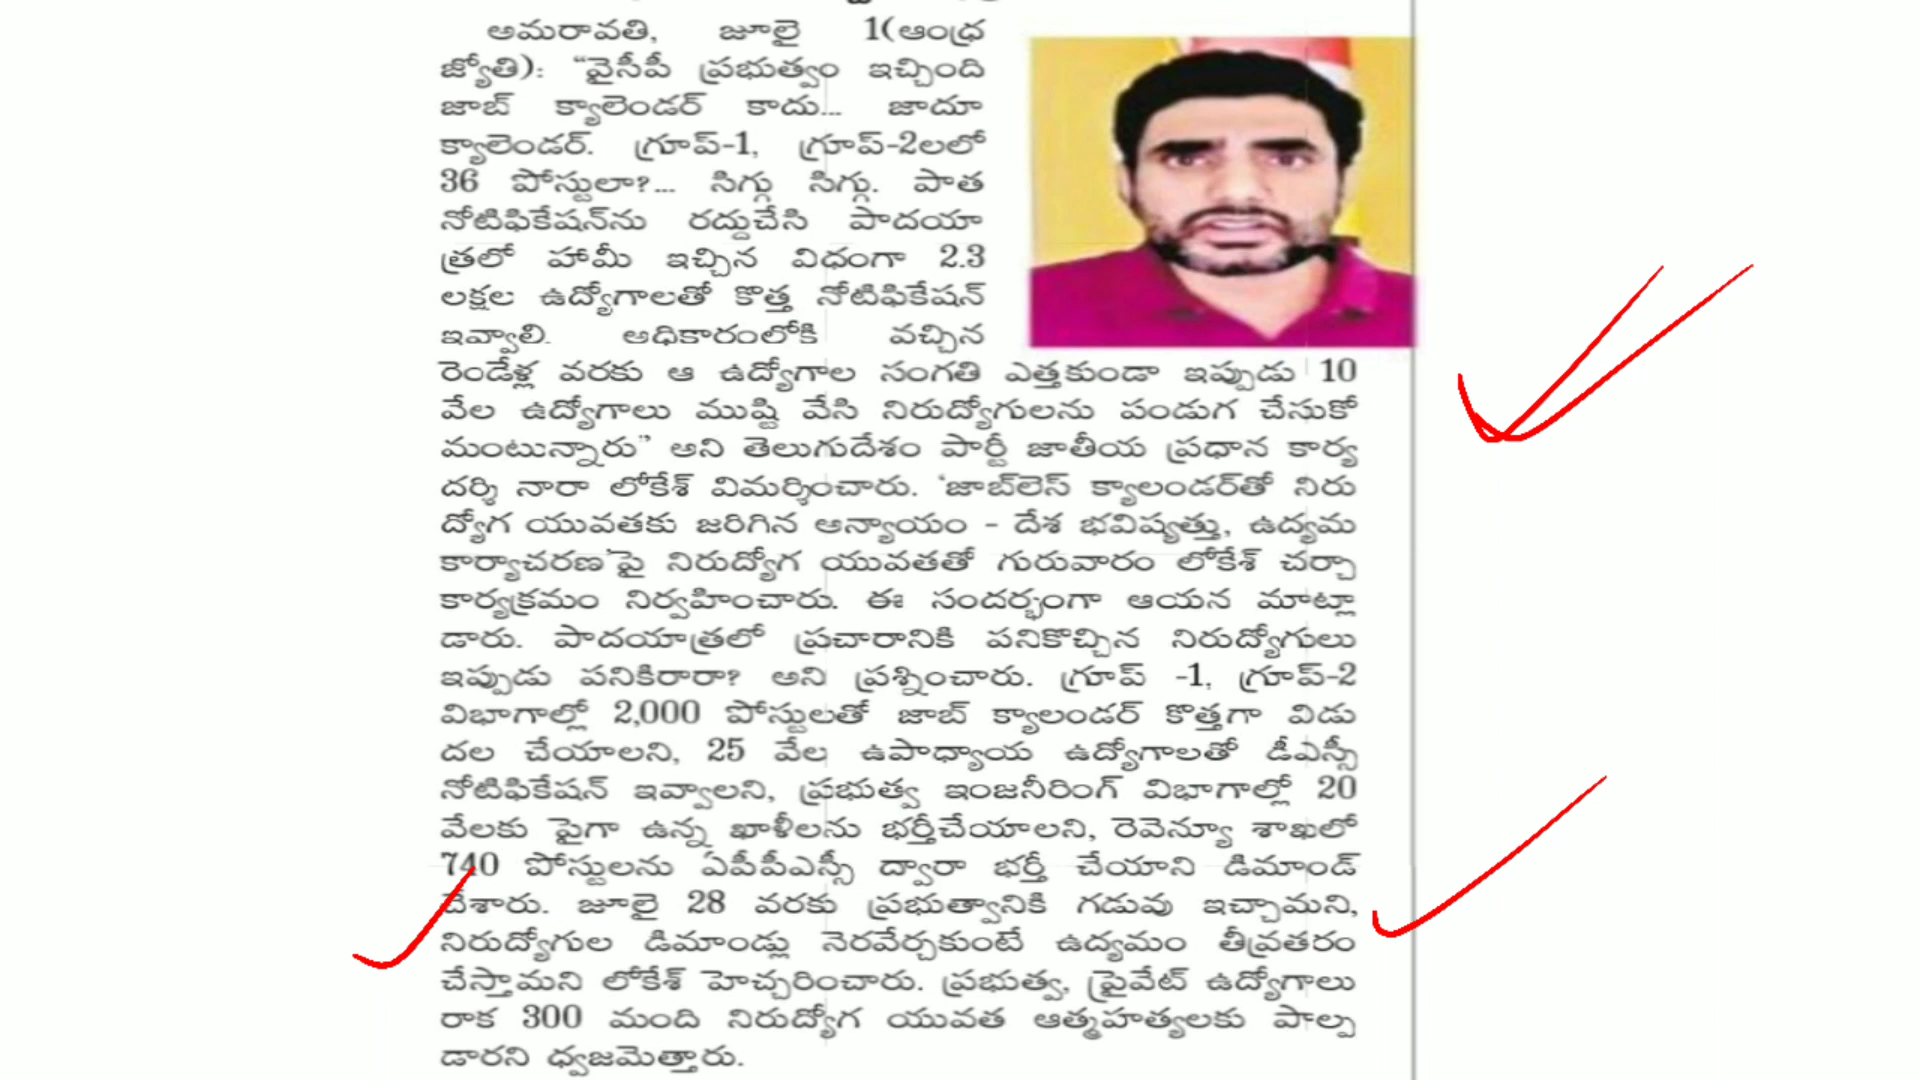 అమరావతి, జూలై 1(ఆంధ్ర
జ్యోతి): “వైసీపీ ప్రభుత్వం ఇచ్చింది
జాబ్ క్యాలెండర్ కాదు... జాదూ
క్యాలెండర్. గ్రూప్-1, గ్రూప్-2లలో
36 పోస్టులా?... సిగ్గు సిగ్గు. పాత
నోటిఫికేషన్‌ను రద్దుచేసి పాదయా
త్రలో హామీ ఇచ్చిన విధంగా 2.3
లక్షల ఉద్యోగాలతో కొత్త నోటిఫికేషన్
ఇవ్వాలి. అధికారంలోకి వచ్చిన
రెండేళ్ల వరకు ఆ ఉద్యోగాల సంగతి ఎత్తకుండా ఇప్పుడు 10
వేల ఉద్యోగాలు ముష్టి వేసి నిరుద్యోగులను పండుగ చేసుకో
మంటున్నారు” అని తెలుగుదేశం పార్టీ జాతీయ ప్రధాన కార్య
దర్శి నారా లోకేశ్ విమర్శించారు. ‘జాబ్‌లెస్ క్యాలండర్‌తో నిరు
ద్యోగ యువతకు జరిగిన అన్యాయం - దేశ భవిష్యత్తు, ఉద్యమ
కార్యాచరణ’పై నిరుద్యోగ యువతతో గురువారం లోకేశ్ చర్చా
కార్యక్రమం నిర్వహించారు. ఈ సందర్భంగా ఆయన మాట్లా
డారు. పాదయాత్రలో ప్రచారానికి పనికొచ్చిన నిరుద్యోగులు
ఇప్పుడు పనికిరారా? అని ప్రశ్నించారు. గ్రూప్ -1, గ్రూప్-2
విభాగాల్లో 2,000 పోస్టులతో జాబ్ క్యాలండర్ కొత్తగా విడు
దల చేయాలని, 25 వేల ఉపాధ్యాయ ఉద్యోగాలతో డీఎస్సీ
నోటిఫికేషన్ ఇవ్వాలని, ప్రభుత్వ ఇంజనీరింగ్ విభాగాల్లో 20
వేలకు పైగా ఉన్న ఖాళీలను భర్తీచేయాలని, రెవెన్యూ శాఖలో
740 పోస్టులను ఏపీపీఎస్సీ ద్వారా భర్తీ చేయాని డిమాండ్
చేశారు. జూలై 28 వరకు ప్రభుత్వానికి గడువు ఇచ్చామని,
నిరుద్యోగుల డిమాండ్లు నెరవేర్చకుంటే ఉద్యమం తీవ్రతరం
చేస్తామని లోకేశ్ హెచ్చరించారు. ప్రభుత్వ, ప్రైవేట్ ఉద్యోగాలు
రాక 300 మంది నిరుద్యోగ యువత ఆత్మహత్యలకు పాల్ప
డారని ధ్వజమెత్తారు.